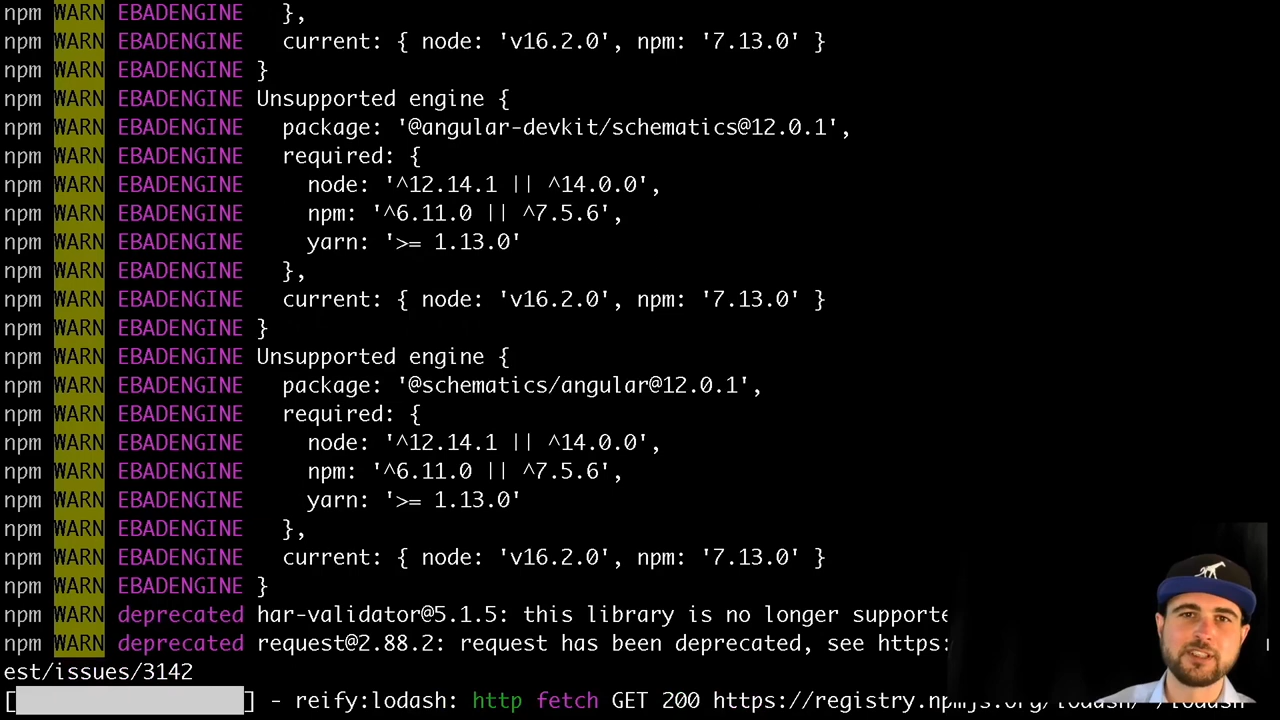 npm WARN EBADENGINE   },
npm WARN EBADENGINE   current: { node: 'v16.2.0', npm: '7.13.0' }
npm WARN EBADENGINE }
npm WARN EBADENGINE Unsupported engine {
npm WARN EBADENGINE   package: '@angular-devkit/schematics@12.0.1',
npm WARN EBADENGINE   required: {
npm WARN EBADENGINE     node: '^12.14.1 || ^14.0.0',
npm WARN EBADENGINE     npm: '^6.11.0 || ^7.5.6',
npm WARN EBADENGINE     yarn: '>= 1.13.0'
npm WARN EBADENGINE   },
npm WARN EBADENGINE   current: { node: 'v16.2.0', npm: '7.13.0' }
npm WARN EBADENGINE }
npm WARN EBADENGINE Unsupported engine {
npm WARN EBADENGINE   package: '@schematics/angular@12.0.1',
npm WARN EBADENGINE   required: {
npm WARN EBADENGINE     node: '^12.14.1 || ^14.0.0',
npm WARN EBADENGINE     npm: '^6.11.0 || ^7.5.6',
npm WARN EBADENGINE     yarn: '>= 1.13.0'
npm WARN EBADENGINE   },
npm WARN EBADENGINE   current: { node: 'v16.2.0', npm: '7.13.0' }
npm WARN EBADENGINE }
npm WARN deprecated har-validator@5.1.5: this library is no longer supporte
npm WARN deprecated request@2.88.2: request has been deprecated, see https:
est/issues/3142
[ ] - reify:lodash: http fetch GET 200 https://registry.npmjs.org/lodash/